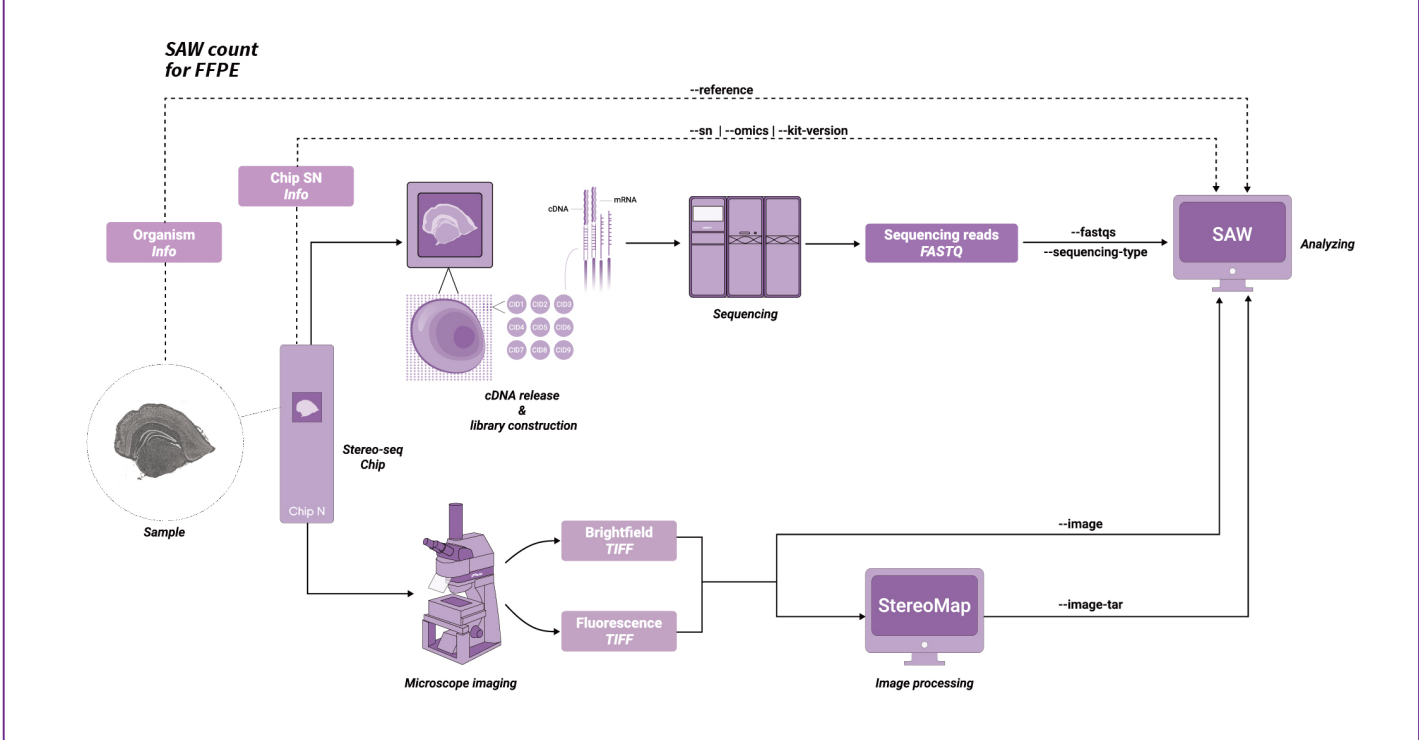 SAW count
for FFPE
--reference
--sn | --omics | --kit-version
Chip SN
Info
Organism
Info
cDNA
mRNA
CID1 CID2 CID3
CID4 CID5 CID6
CID7 CID8 CID9
cDNA release
&
library construction
Sequencing
Sequencing reads
FASTQ
--fastqs
--sequencing-type
SAW
Analyzing
Sample
Stereo-seq
Chip
Chip N
Microscope imaging
Brightfield
TIFF
Fluorescence
TIFF
--image
StereoMap
--image-tar
Image processing